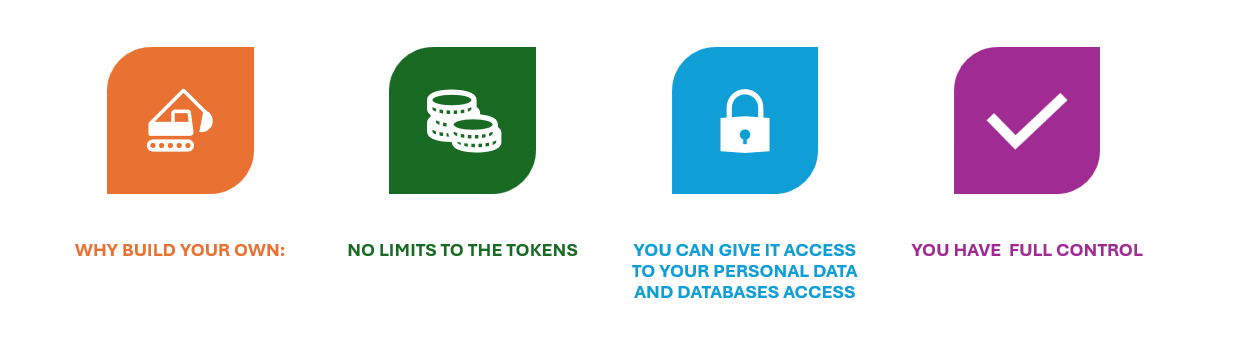 WHY BUILD YOUR OWN:
NO LIMITS TO THE TOKENS
YOU CAN GIVE IT ACCESS
TO YOUR PERSONAL DATA
AND DATABASES ACCESS
YOU HAVE  FULL CONTROL